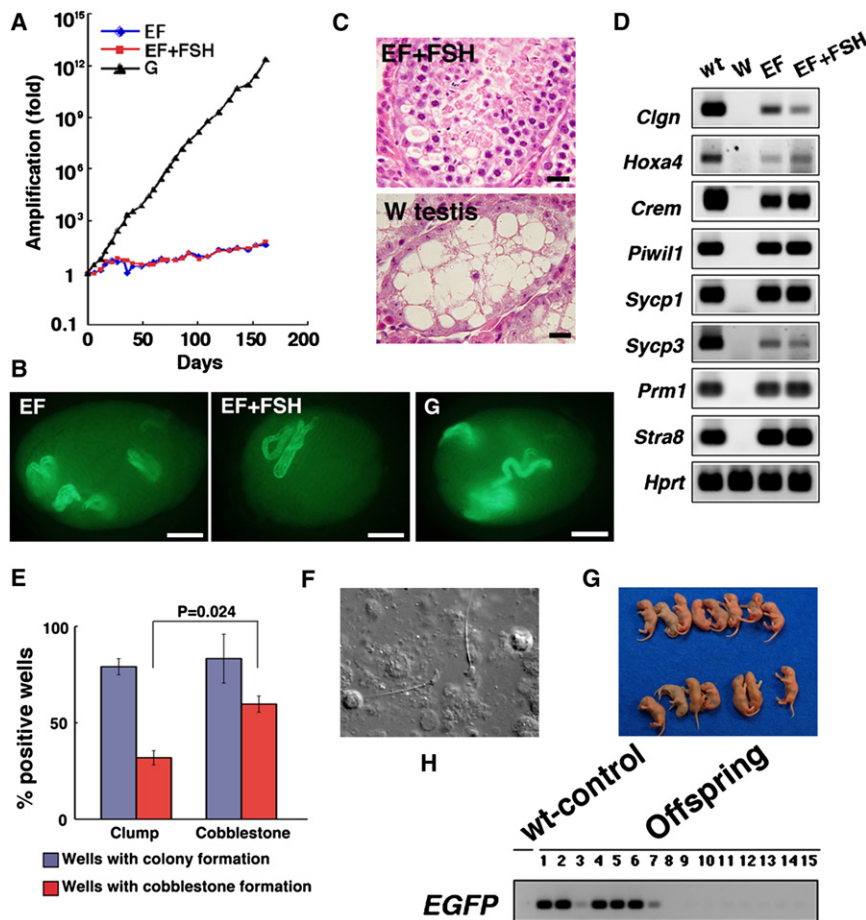 A
EF
EF+FSH
G
10^15
10^12
10^9
10^6
10^3
1
0.1
Amplification (fold)
0 50 100 150 200
Days
B
EF
EF+FSH
G
C
EF+FSH
W testis
D
wt W EF EF+FSH
Clgn
Hoxa4
Crem
Piwil1
Sycp1
Sycp3
Prm1
Stra8
Hprt
E
P=0.024
100
50
0
% positive wells
Clump Cobblestone
Wells with colony formation
Wells with cobblestone formation
F
G
H
wt-control
Offspring
1 2 3 4 5 6 7 8 9 10 11 12 13 14 15
EGFP